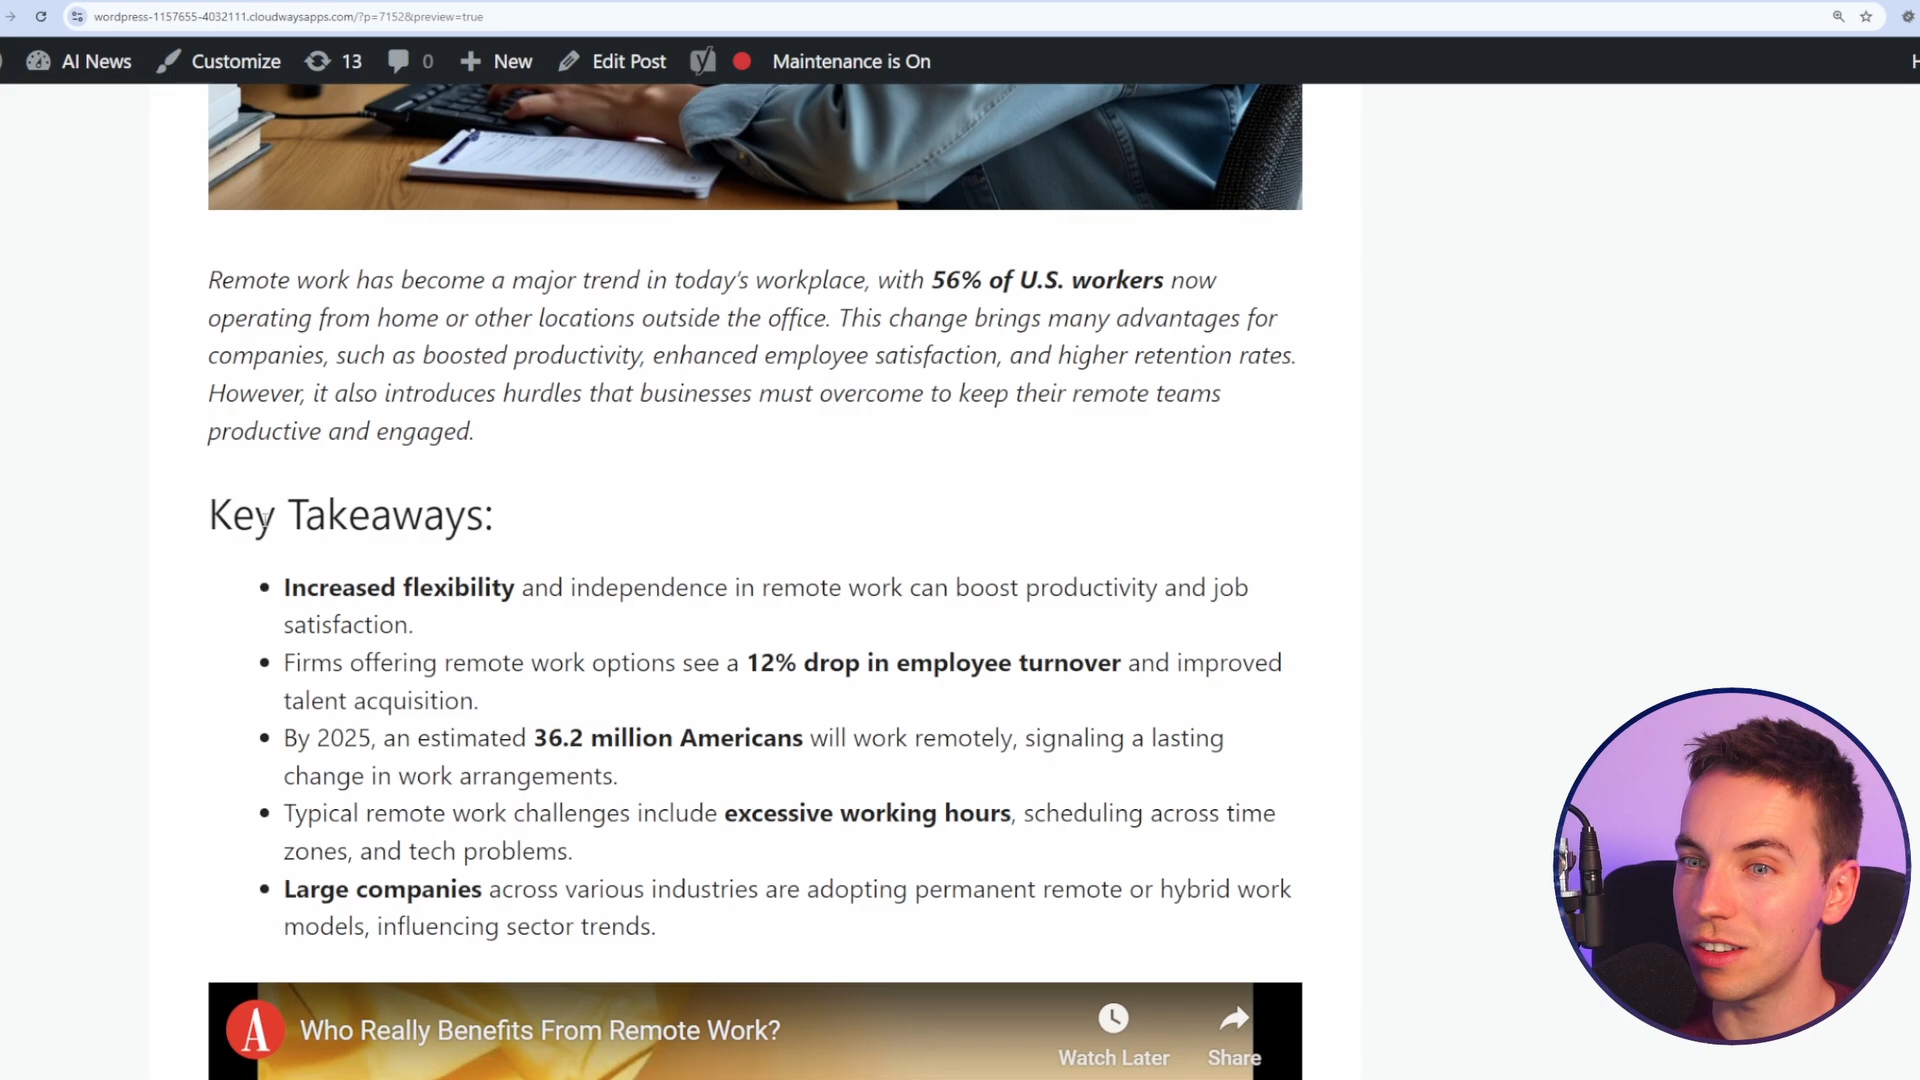 wordpress-1157655-4032111.cloudwaysapps.com/?p=7152&preview=true
AI News Customize 13 0 New Edit Post Maintenance is On H
Remote work has become a major trend in today's workplace, with 56% of U.S. workers now
operating from home or other locations outside the office. This change brings many advantages for
companies, such as boosted productivity, enhanced employee satisfaction, and higher retention rates.
However, it also introduces hurdles that businesses must overcome to keep their remote teams
productive and engaged.
Key Takeaways:
• Increased flexibility and independence in remote work can boost productivity and job
satisfaction.
• Firms offering remote work options see a 12% drop in employee turnover and improved
talent acquisition.
• By 2025, an estimated 36.2 million Americans will work remotely, signaling a lasting
change in work arrangements.
• Typical remote work challenges include excessive working hours, scheduling across time
zones, and tech problems.
• Large companies across various industries are adopting permanent remote or hybrid work
models, influencing sector trends.
A Who Really Benefits From Remote Work?
Watch Later Share